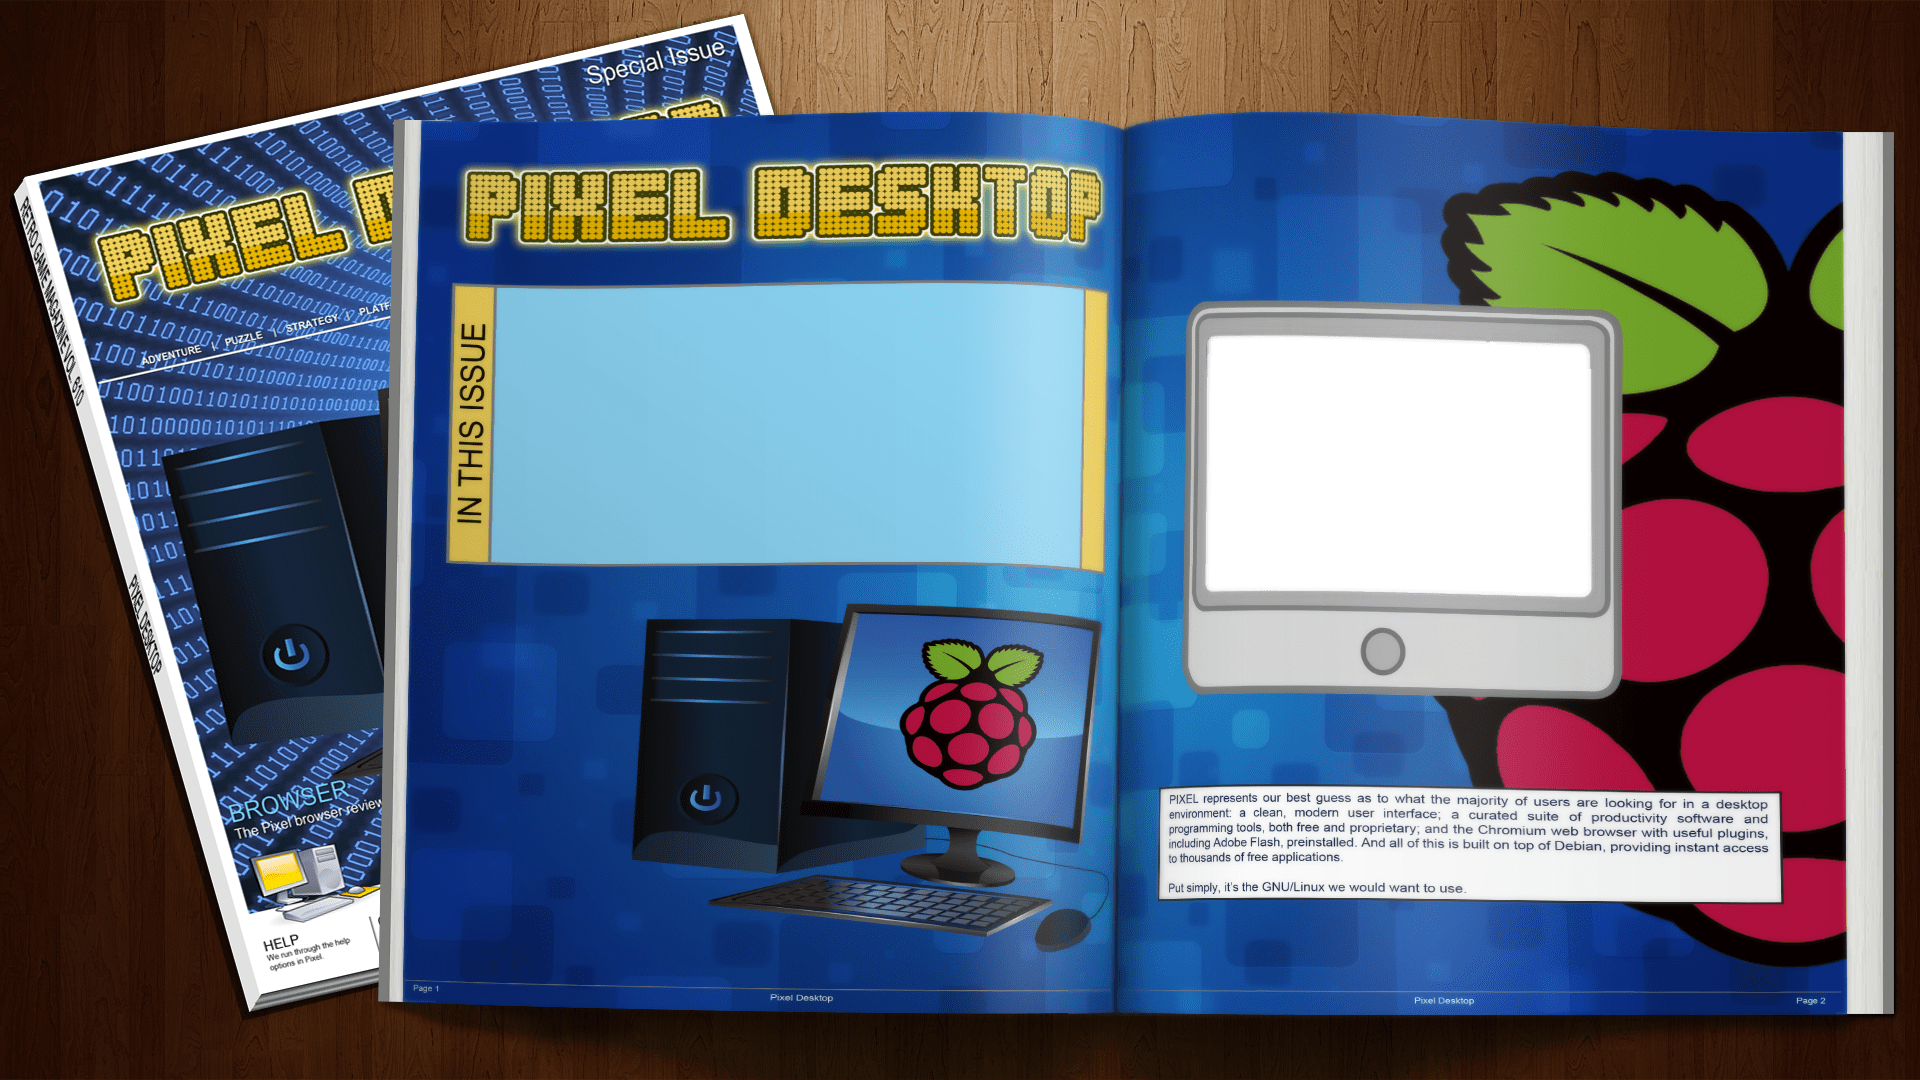 Special Issue
PIXEL D
ADVENTURE | PUZZLE | STRATEGY | PLATF
RETRO GAME MAGAZINE VOL. 610
PIXEL DESKTOP
BROWSER
The Pixel browser review
HELP
We run through the help
options in Pixel.
PIXEL DESKTOP
IN THIS ISSUE
Page 1
Pixel Desktop
PIXEL represents our best guess as to what the majority of users are looking for in a desktop
environment: a clean, modern user interface; a curated suite of productivity software and
programming tools, both free and proprietary; and the Chromium web browser with useful plugins,
including Adobe Flash, preinstalled. And all of this is built on top of Debian, providing instant access
to thousands of free applications.
Put simply, it's the GNU/Linux we would want to use.
Pixel Desktop
Page 2